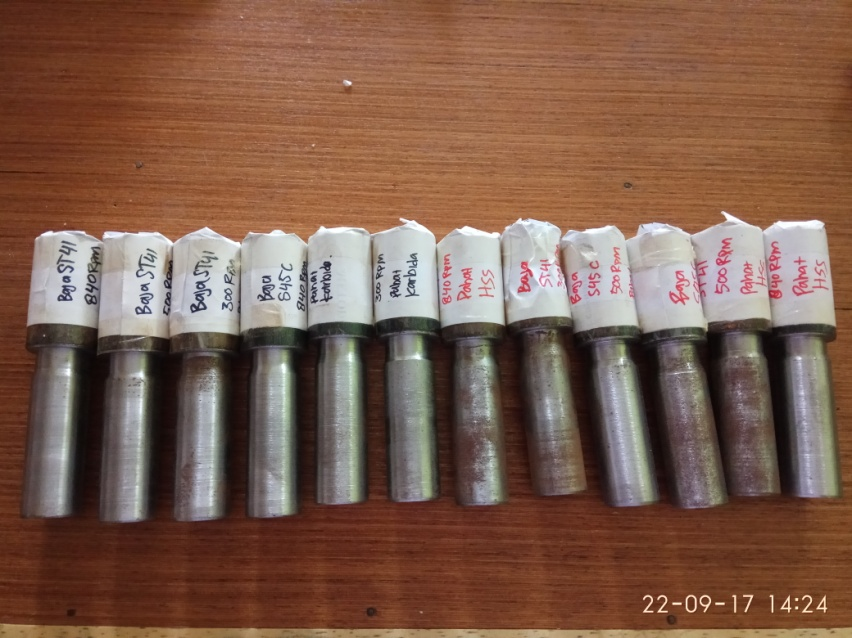 Baja ST41
840 Rpm
Baja ST41
500 Rpm
Baja ST41
300 Rpm
Baja
S45C
840 Rpm
Pahat
karbida.
300 Rpm
Pahat
karbida
840 Rpm
Pahat
HSS
Baja
ST41
Baja
S45C
500 Rpm
Baja
ST41
500 Rpm
Pahat
HSS
840 Rpm
Pahat
HSS
22-09-17 14:24